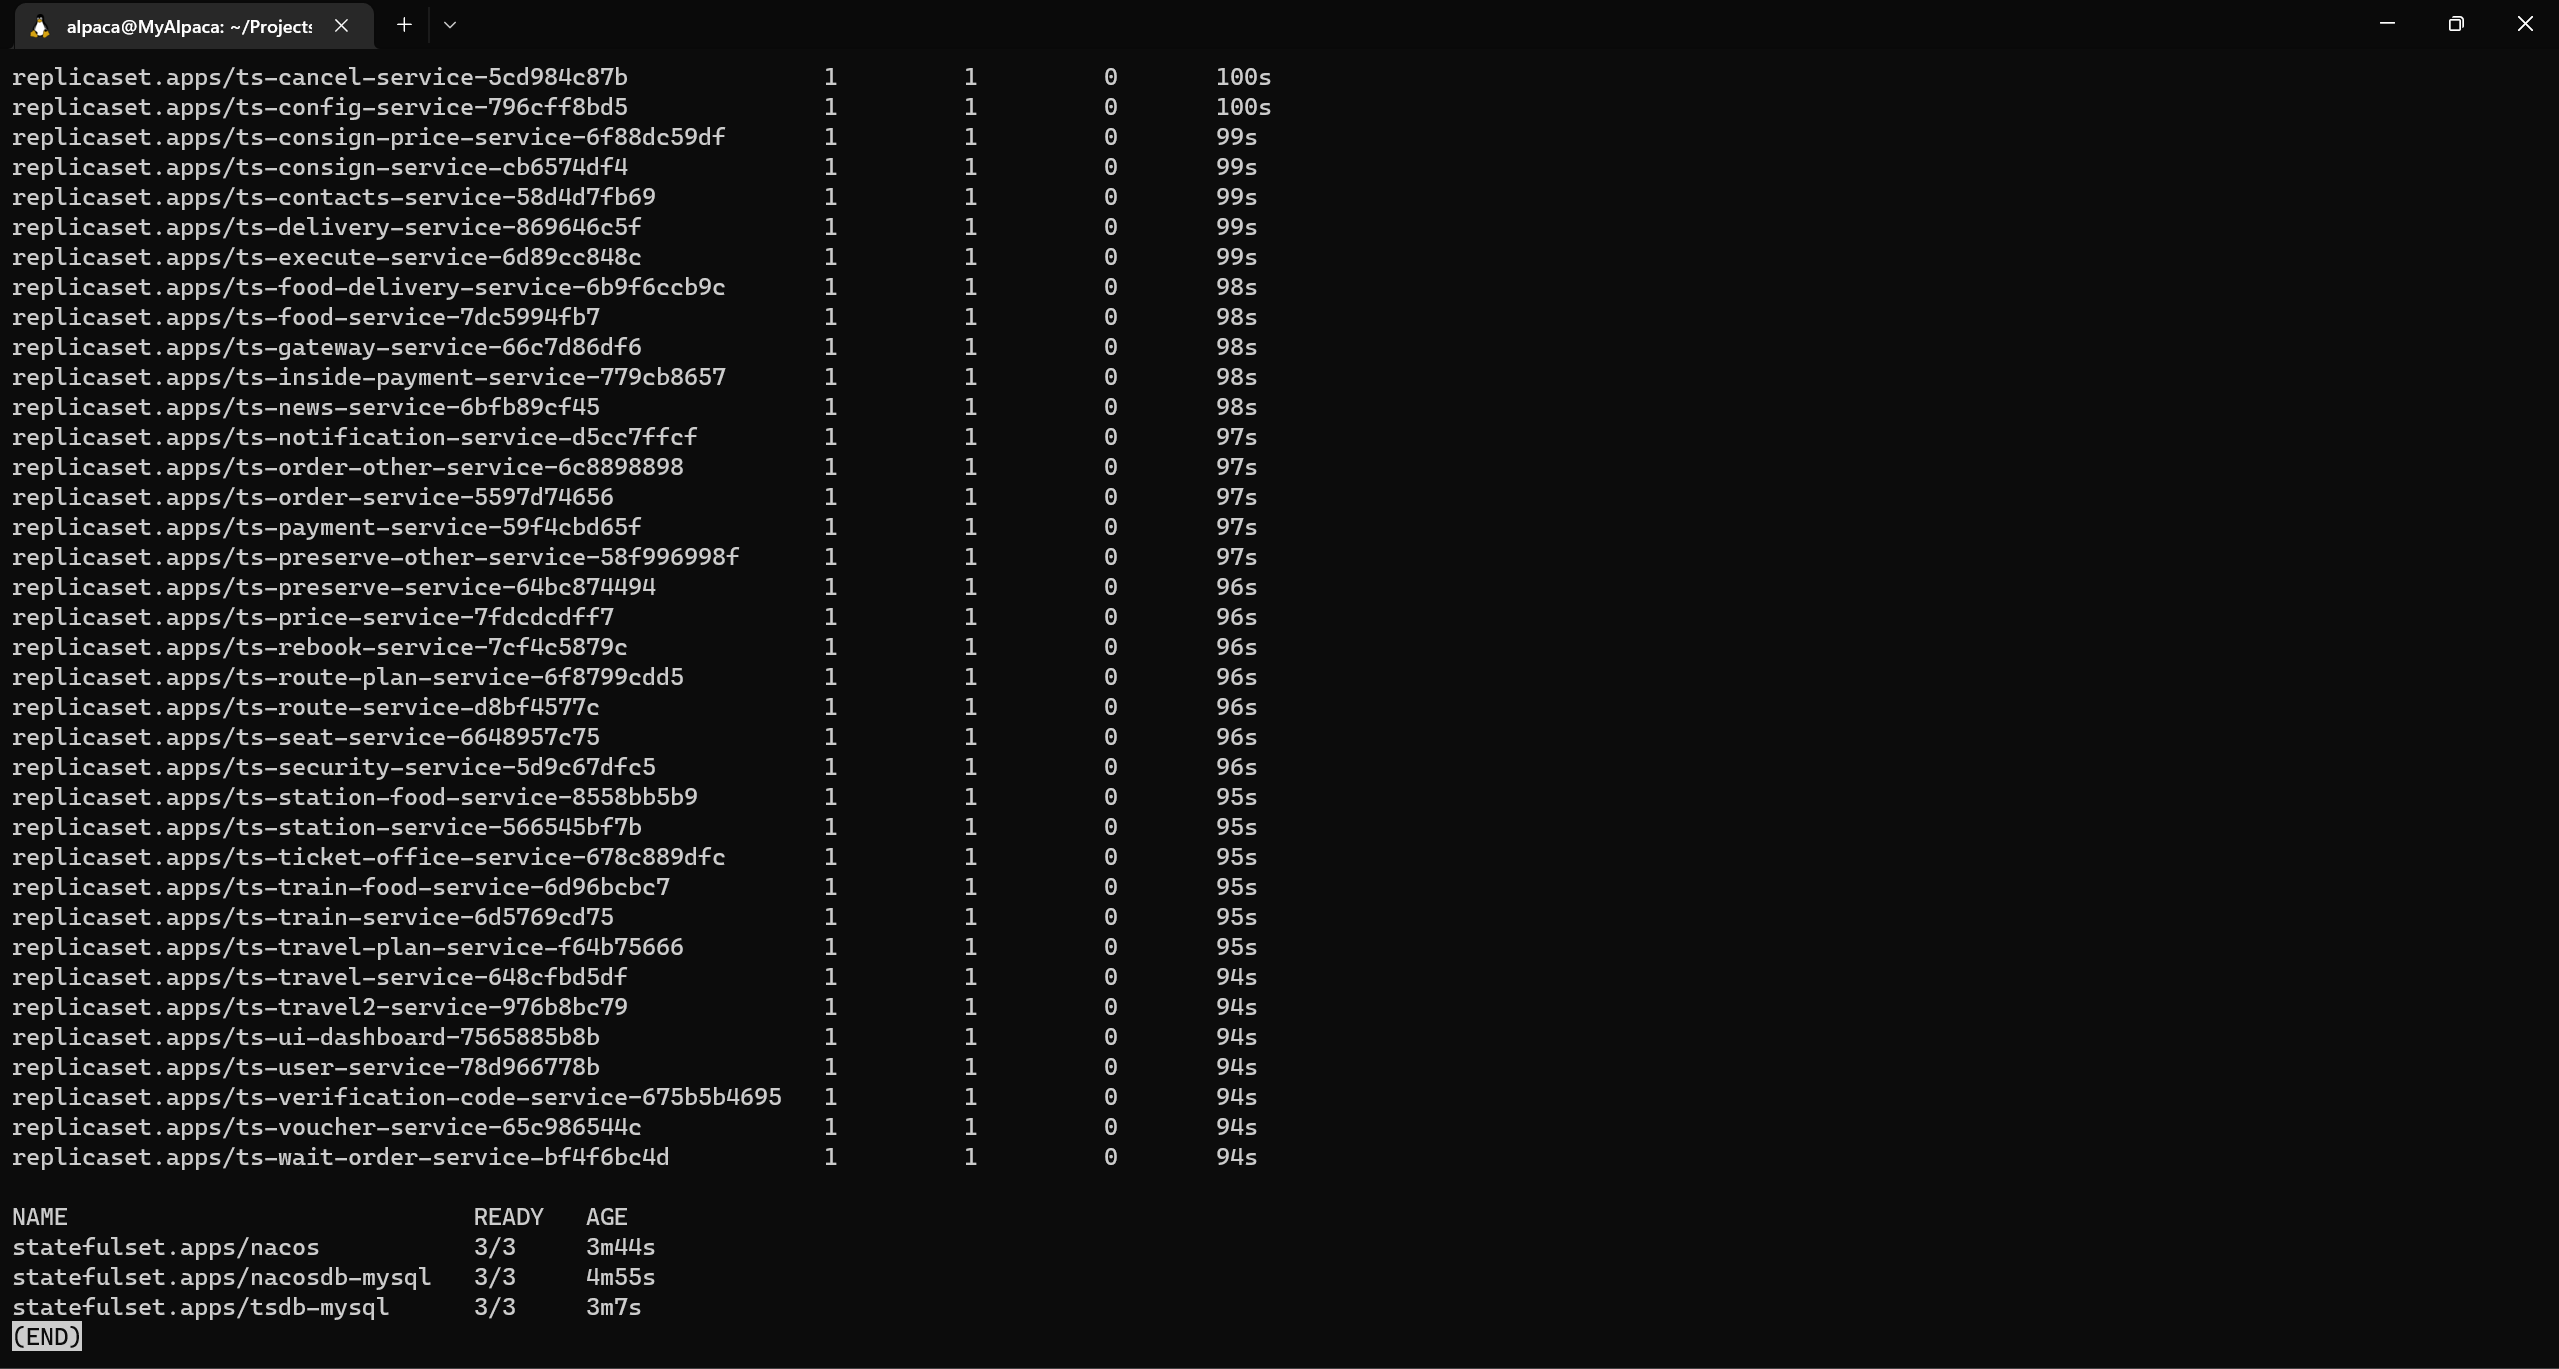 alpaca@MyAlpaca: ~/Projects
replicaset.apps/ts-cancel-service-5cd984c87b 1 1 0 100s
replicaset.apps/ts-config-service-796cff8bd5 1 1 0 100s
replicaset.apps/ts-consign-price-service-6f88dc59df 1 1 0 99s
replicaset.apps/ts-consign-service-cb6574df4 1 1 0 99s
replicaset.apps/ts-contacts-service-58d4d7fb69 1 1 0 99s
replicaset.apps/ts-delivery-service-869646c5f 1 1 0 99s
replicaset.apps/ts-execute-service-6d89cc848c 1 1 0 99s
replicaset.apps/ts-food-delivery-service-6b9f6ccb9c 1 1 0 98s
replicaset.apps/ts-food-service-7dc5994fb7 1 1 0 98s
replicaset.apps/ts-gateway-service-66c7d86df6 1 1 0 98s
replicaset.apps/ts-inside-payment-service-779cb8657 1 1 0 98s
replicaset.apps/ts-news-service-6bfb89cf45 1 1 0 98s
replicaset.apps/ts-notification-service-d5cc7ffcf 1 1 0 97s
replicaset.apps/ts-order-other-service-6c8898898 1 1 0 97s
replicaset.apps/ts-order-service-5597d74656 1 1 0 97s
replicaset.apps/ts-payment-service-59f4cbd65f 1 1 0 97s
replicaset.apps/ts-preserve-other-service-58f996998f 1 1 0 97s
replicaset.apps/ts-preserve-service-64bc874494 1 1 0 96s
replicaset.apps/ts-price-service-7fdcdcdff7 1 1 0 96s
replicaset.apps/ts-rebook-service-7cf4c5879c 1 1 0 96s
replicaset.apps/ts-route-plan-service-6f8799cdd5 1 1 0 96s
replicaset.apps/ts-route-service-d8bf4577c 1 1 0 96s
replicaset.apps/ts-seat-service-6648957c75 1 1 0 96s
replicaset.apps/ts-security-service-5d9c67dfc5 1 1 0 96s
replicaset.apps/ts-station-food-service-8558bb5b9 1 1 0 95s
replicaset.apps/ts-station-service-566545bf7b 1 1 0 95s
replicaset.apps/ts-ticket-office-service-678c889dfc 1 1 0 95s
replicaset.apps/ts-train-food-service-6d96bcbc7 1 1 0 95s
replicaset.apps/ts-train-service-6d5769cd75 1 1 0 95s
replicaset.apps/ts-travel-plan-service-f64b75666 1 1 0 95s
replicaset.apps/ts-travel-service-648cfbd5df 1 1 0 94s
replicaset.apps/ts-travel2-service-976b8bc79 1 1 0 94s
replicaset.apps/ts-ui-dashboard-7565885b8b 1 1 0 94s
replicaset.apps/ts-user-service-78d966778b 1 1 0 94s
replicaset.apps/ts-verification-code-service-675b5b4695 1 1 0 94s
replicaset.apps/ts-voucher-service-65c986544c 1 1 0 94s
replicaset.apps/ts-wait-order-service-bf4f6bc4d 1 1 0 94s
NAME READY AGE
statefulset.apps/nacos 3/3 3m44s
statefulset.apps/nacosdb-mysql 3/3 4m55s
statefulset.apps/tsdb-mysql 3/3 3m7s
(END)